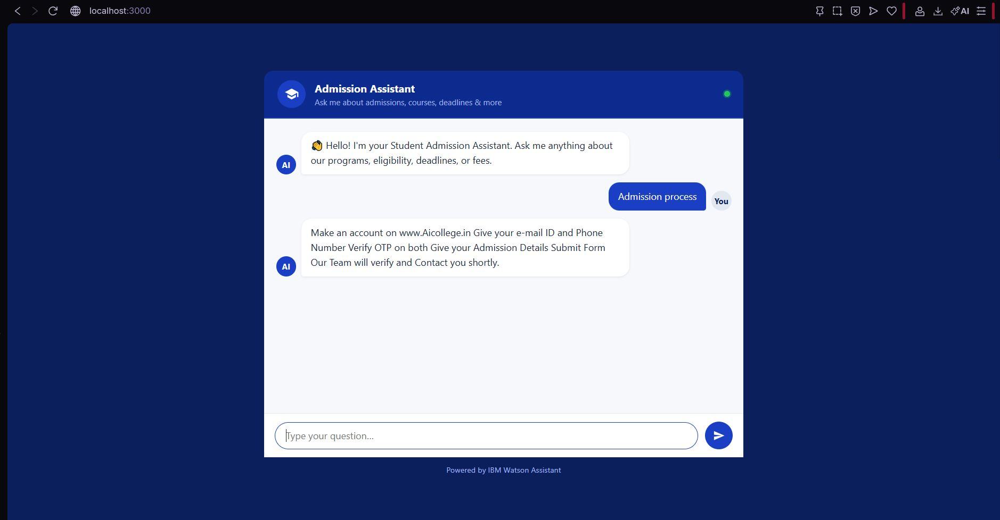 localhost:3000
AI
Admission Assistant
Ask me about admissions, courses, deadlines & more
👋 Hello! I'm your Student Admission Assistant. Ask me anything about
our programs, eligibility, deadlines, or fees.
AI
Admission process
You
Make an account on www.Aicollege.in Give your e-mail ID and Phone
Number Verify OTP on both Give your Admission Details Submit Form
Our Team will verify and Contact you shortly.
AI
Type your question...
Powered by IBM Watson Assistant